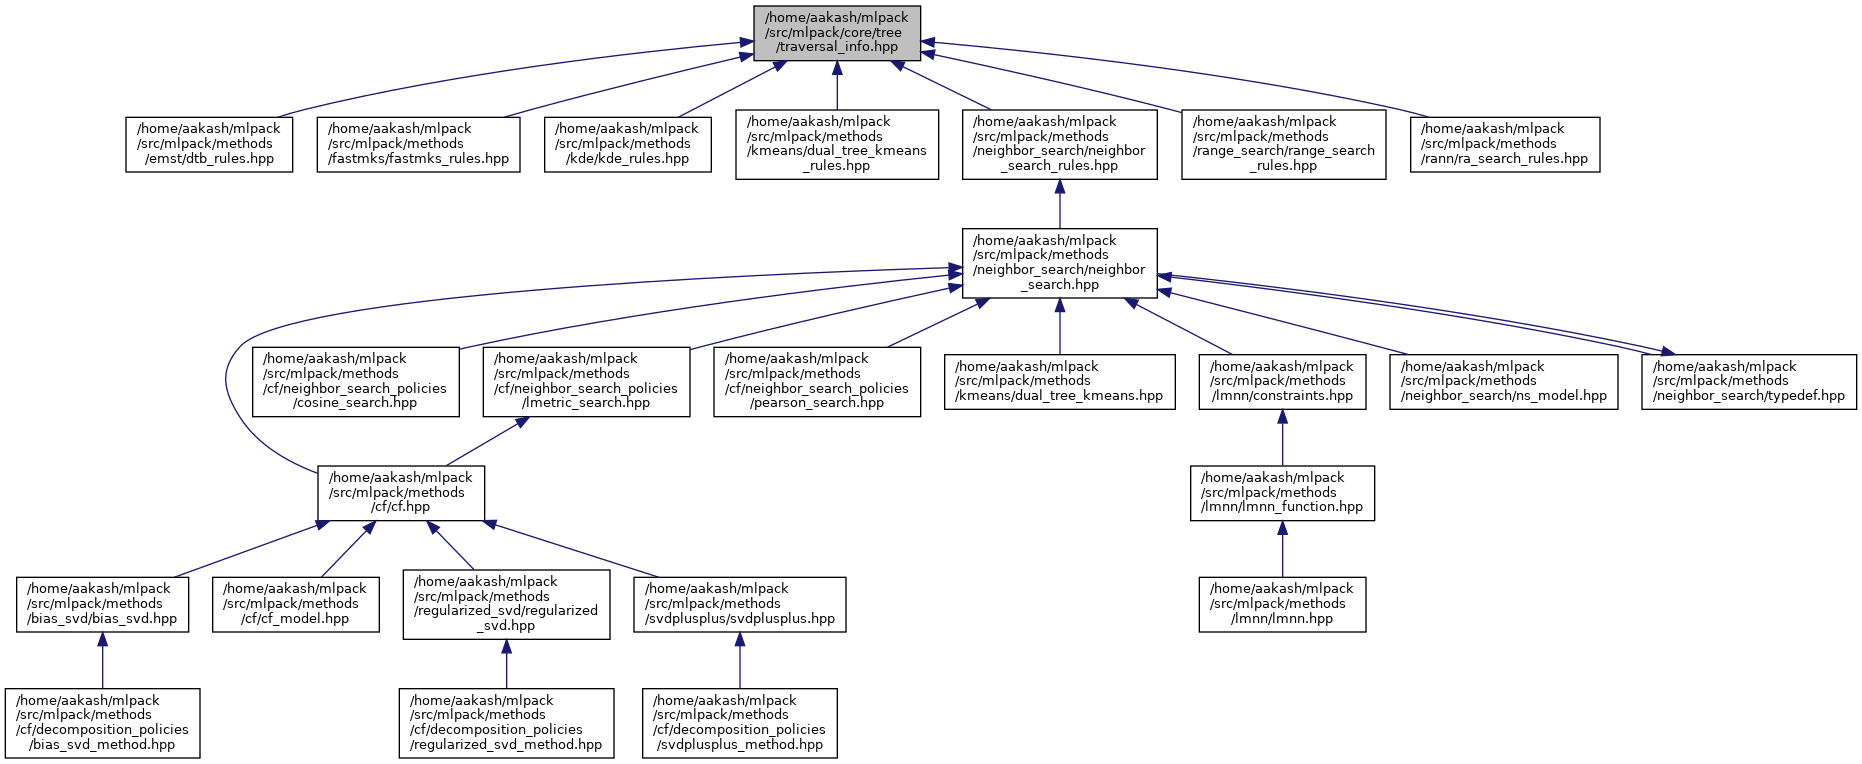 /home/aakash/mlpack
/src/mlpack/core/tree
/traversal_info.hpp
/home/aakash/mlpack
/src/mlpack/methods
/emst/dtb_rules.hpp
/home/aakash/mlpack
/src/mlpack/methods
/fastmks/fastmks_rules.hpp
/home/aakash/mlpack
/src/mlpack/methods
/kde/kde_rules.hpp
/home/aakash/mlpack
/src/mlpack/methods
/kmeans/dual_tree_kmeans
_rules.hpp
/home/aakash/mlpack
/src/mlpack/methods
/neighbor_search/neighbor
_search_rules.hpp
/home/aakash/mlpack
/src/mlpack/methods
/range_search/range_search
_rules.hpp
/home/aakash/mlpack
/src/mlpack/methods
/rann/ra_search_rules.hpp
/home/aakash/mlpack
/src/mlpack/methods
/neighbor_search/neighbor
_search.hpp
/home/aakash/mlpack
/src/mlpack/methods
/cf/neighbor_search_policies
/cosine_search.hpp
/home/aakash/mlpack
/src/mlpack/methods
/cf/neighbor_search_policies
/lmetric_search.hpp
/home/aakash/mlpack
/src/mlpack/methods
/cf/neighbor_search_policies
/pearson_search.hpp
/home/aakash/mlpack
/src/mlpack/methods
/kmeans/dual_tree_kmeans.hpp
/home/aakash/mlpack
/src/mlpack/methods
/lmnn/constraints.hpp
/home/aakash/mlpack
/src/mlpack/methods
/neighbor_search/ns_model.hpp
/home/aakash/mlpack
/src/mlpack/methods
/neighbor_search/typedef.hpp
/home/aakash/mlpack
/src/mlpack/methods
/cf/cf.hpp
/home/aakash/mlpack
/src/mlpack/methods
/lmnn/lmnn_function.hpp
/home/aakash/mlpack
/src/mlpack/methods
/bias_svd/bias_svd.hpp
/home/aakash/mlpack
/src/mlpack/methods
/cf/cf_model.hpp
/home/aakash/mlpack
/src/mlpack/methods
/regularized_svd/regularized
_svd.hpp
/home/aakash/mlpack
/src/mlpack/methods
/svdplusplus/svdplusplus.hpp
/home/aakash/mlpack
/src/mlpack/methods
/lmnn/lmnn.hpp
/home/aakash/mlpack
/src/mlpack/methods
/cf/decomposition_policies
/bias_svd_method.hpp
/home/aakash/mlpack
/src/mlpack/methods
/cf/decomposition_policies
/regularized_svd_method.hpp
/home/aakash/mlpack
/src/mlpack/methods
/cf/decomposition_policies
/svdplusplus_method.hpp